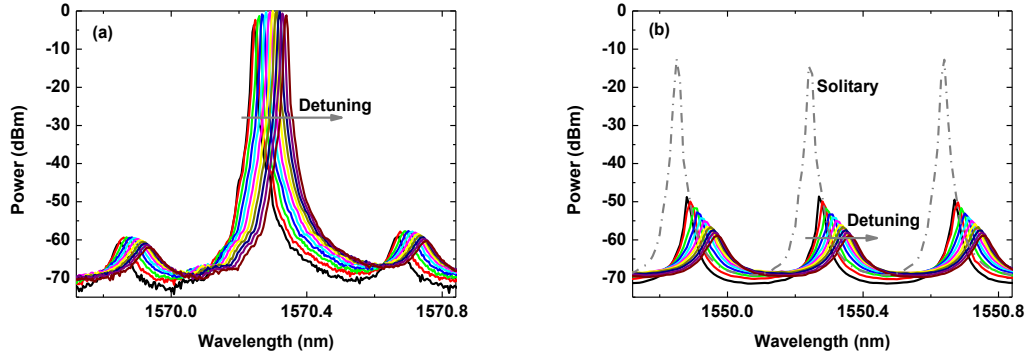 (a)
Detuning
Power (dBm)
0
-10
-20
-30
-40
-50
-60
-70
1570.0
1570.4
1570.8
Wavelength (nm)
(b)
Solitary
Detuning
Power (dBm)
0
-10
-20
-30
-40
-50
-60
-70
1550.0
1550.4
1550.8
Wavelength (nm)